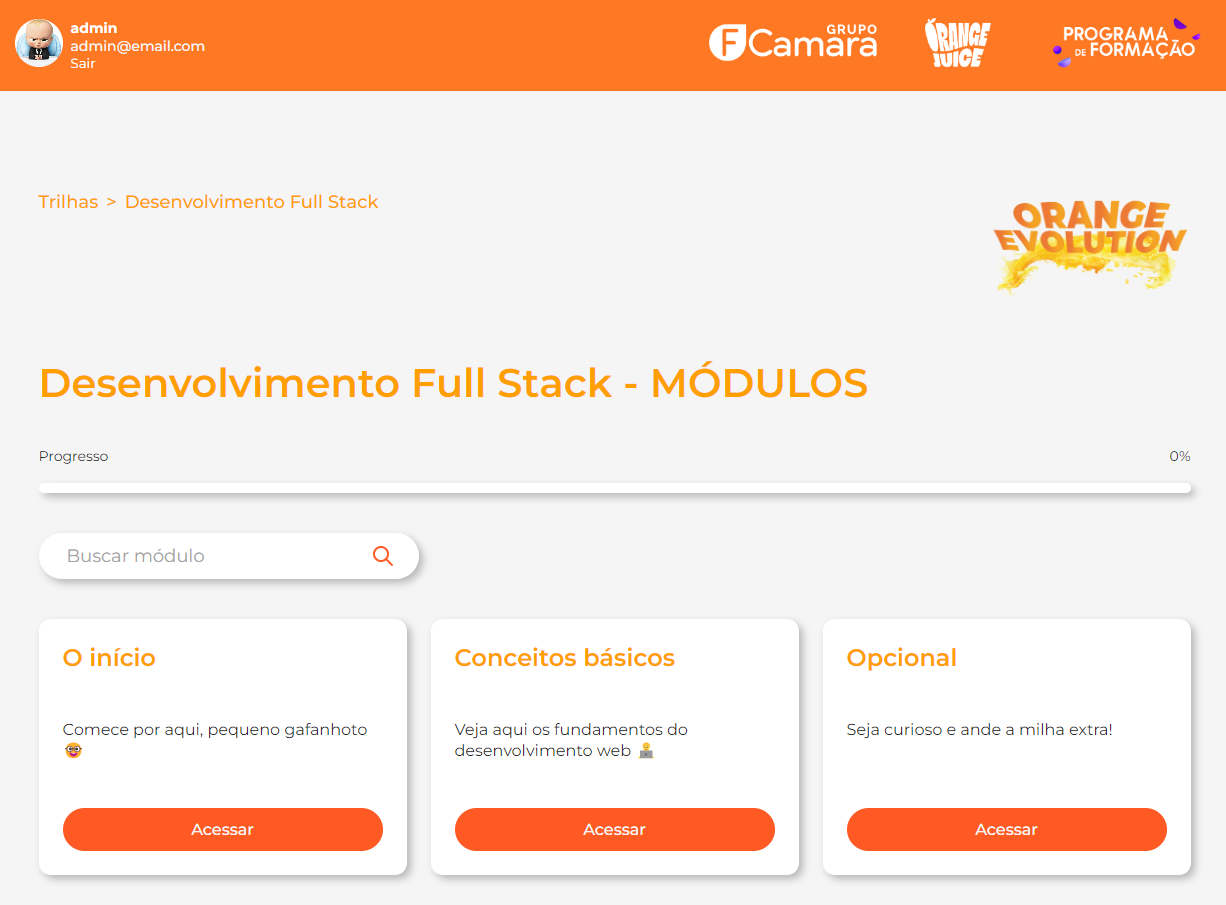 admin
admin@email.com
Sair
GRUPO
FCamara
ORANGE
JUICE
PROGRAMA
DE FORMAÇÃO
Trilhas > Desenvolvimento Full Stack
ORANGE
EVOLUTION
Desenvolvimento Full Stack - MÓDULOS
Progresso 0%
Buscar módulo
O início
Comece por aqui, pequeno gafanhoto
🤓
Acessar
Conceitos básicos
Veja aqui os fundamentos do
desenvolvimento web 🧑‍💻
Acessar
Opcional
Seja curioso e ande a milha extra!
Acessar